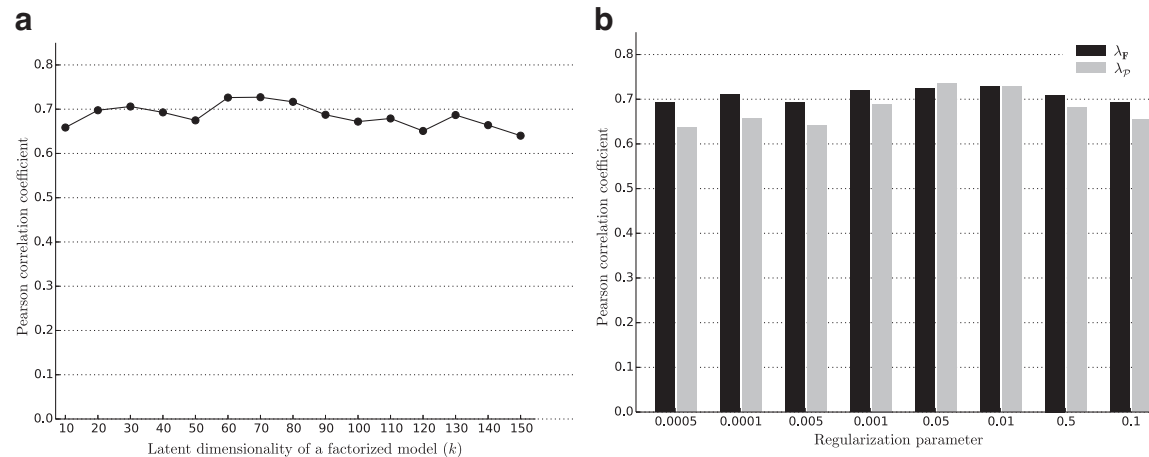 a
Pearson correlation coefficient
0.8
0.7
0.6
0.5
0.4
0.3
0.2
0.1
0.0
10 20 30 40 50 60 70 80 90 100 110 120 130 140 150
Latent dimensionality of a factorized model (k)
b
Pearson correlation coefficient
0.8
0.7
0.6
0.5
0.4
0.3
0.2
0.1
0.0
λ_F
λ_𝒫
0.0005 0.0001 0.005 0.001 0.05 0.01 0.5 0.1
Regularization parameter